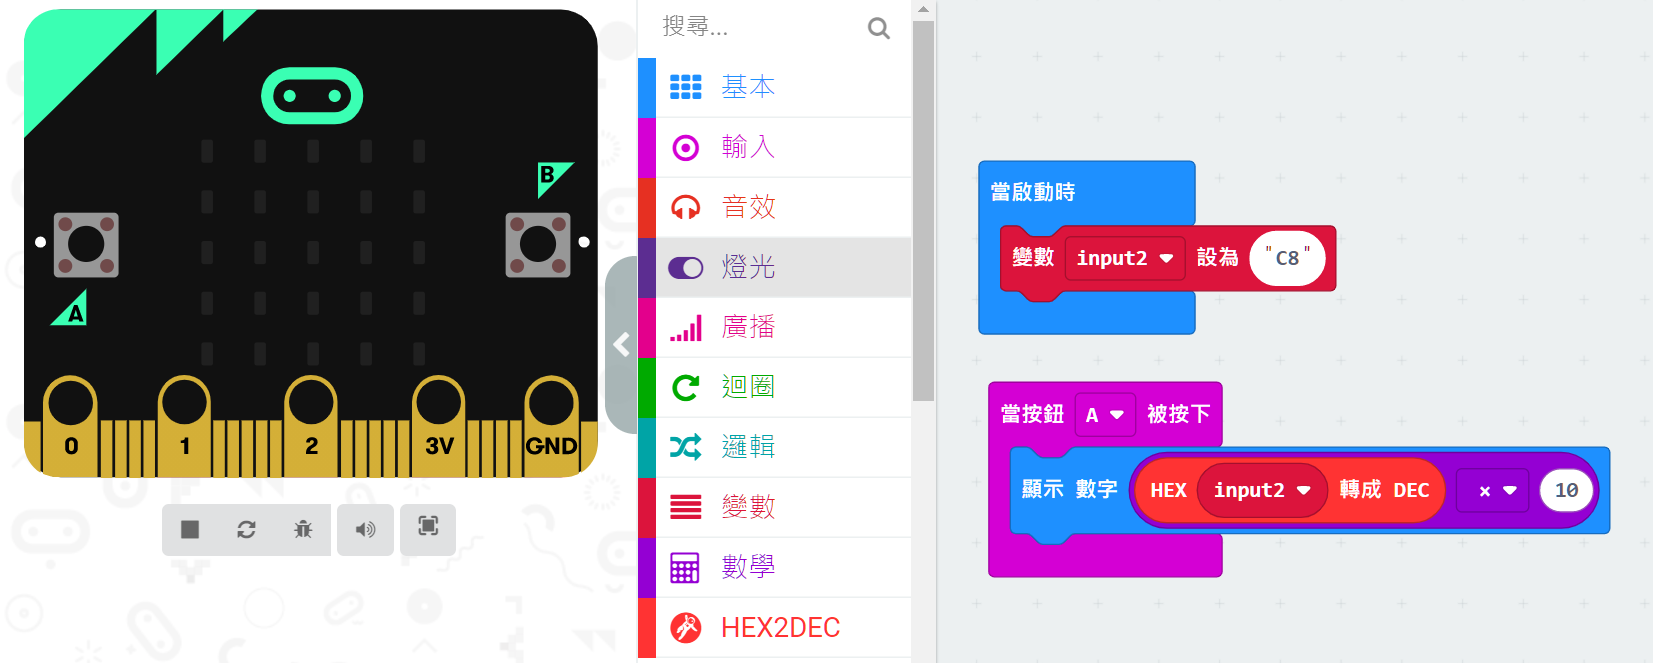 B
A
0 1 2 3V GND
搜尋...
基本
輸入
音效
燈光
廣播
迴圈
邏輯
變數
數學
HEX2DEC
當啟動時
變數 input2 設為 "C8"
當按鈕 A 被按下
顯示 數字 HEX input2 轉成 DEC × 10